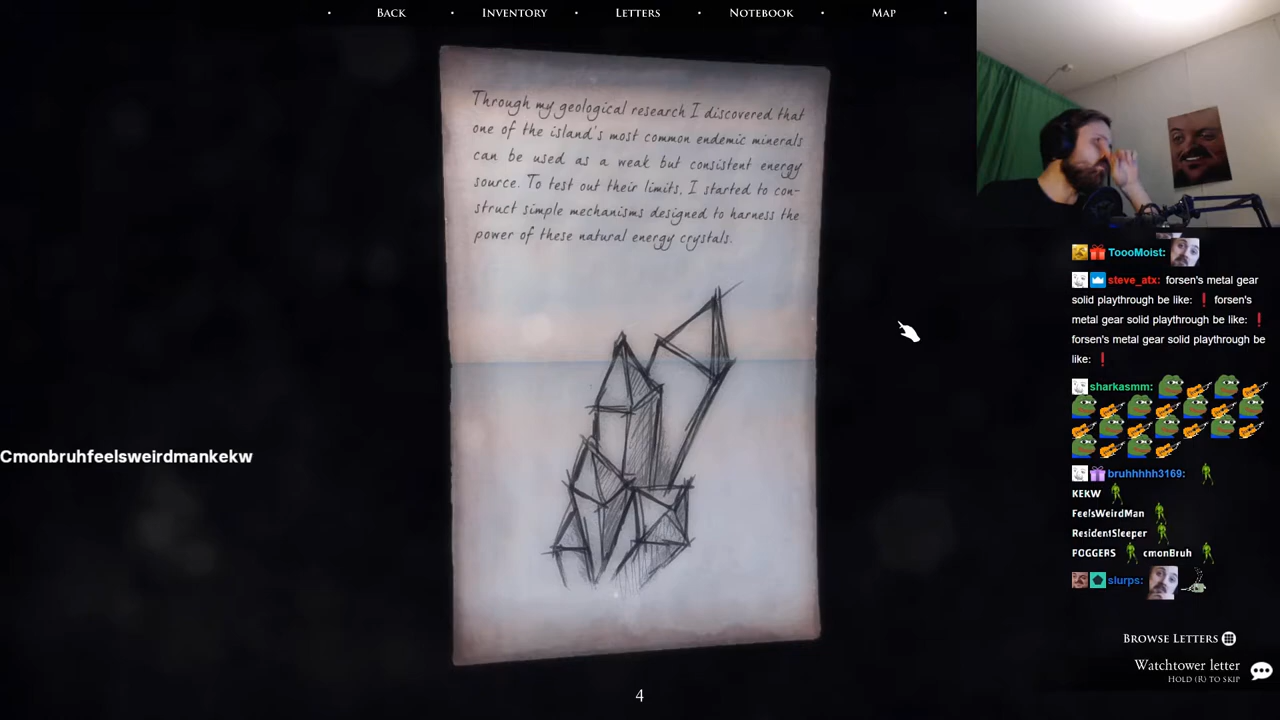 BACK
INVENTORY
LETTERS
NOTEBOOK
MAP
Through my geological research I discovered that
one of the island's most common endemic minerals
can be used as a weak but consistent energy
source. To test out their limits, I started to con-
struct simple mechanisms designed to harness the
power of these natural energy crystals.
4
Cmonbruhfeelsweirdmankekw
ToooMoist:
steve_atx: forsen's metal gear
solid playthrough be like: ❗ forsen's
metal gear solid playthrough be like: ❗
forsen's metal gear solid playthrough be
like: ❗
sharkasmm:
bruhhhhh3169:
KEKW
FeelsWeirdMan
ResidentSleeper
POGGERS cmonBruh
slurps:
BROWSE LETTERS
Watchtower letter
HOLD (R) TO SKIP